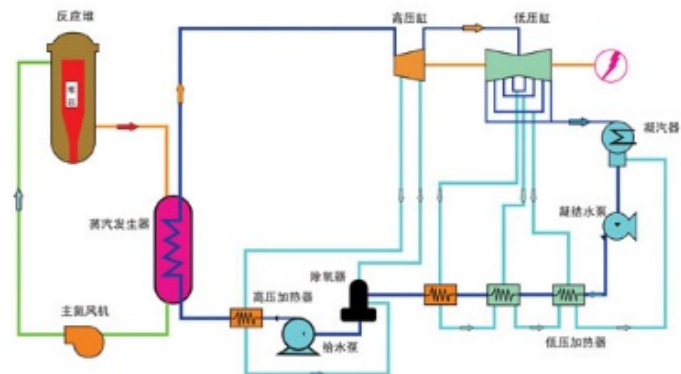 反应堆
高压缸
低压缸
堆芯
凝汽器
蒸汽发生器
凝结水泵
除氧器
主氦风机
高压加热器
给水泵
低压加热器